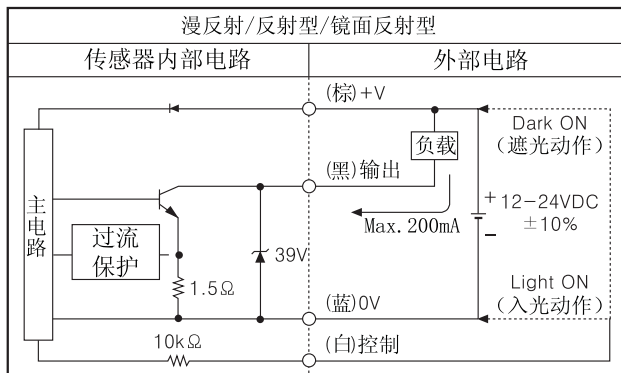 漫反射/反射型/镜面反射型
传感器内部电路
外部电路
(棕)+V
Dark ON
(遮光动作)
负载
(黑)输出
主电路
Max.200mA
+
12-24VDC
±10%
-
过流
保护
39V
1.5Ω
Light ON
(入光动作)
(蓝)0V
10kΩ
(白)控制